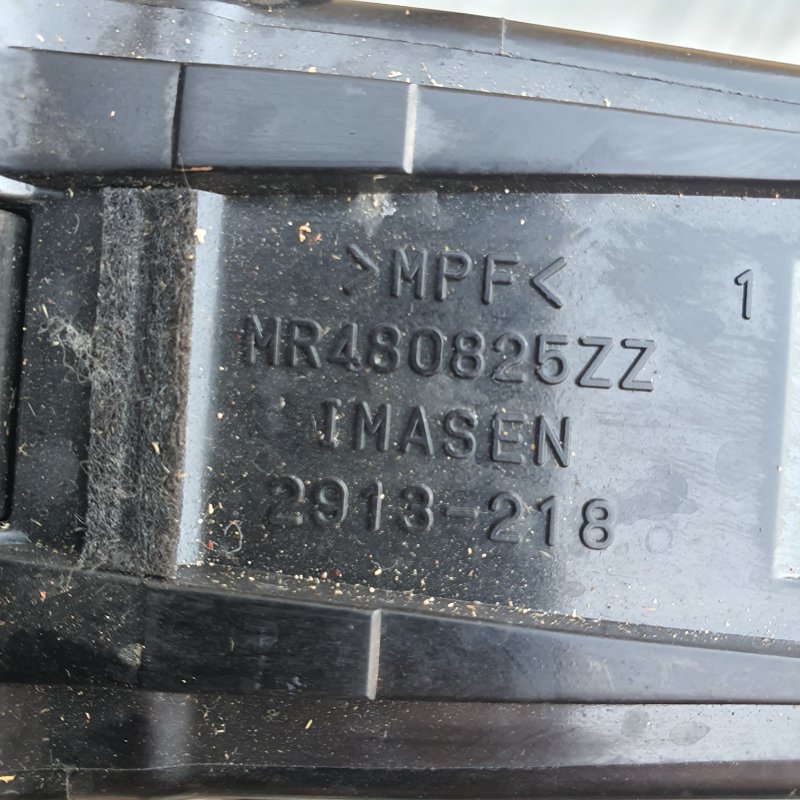 >MPF<
1
MR480825ZZ
IMASEN
2913-218